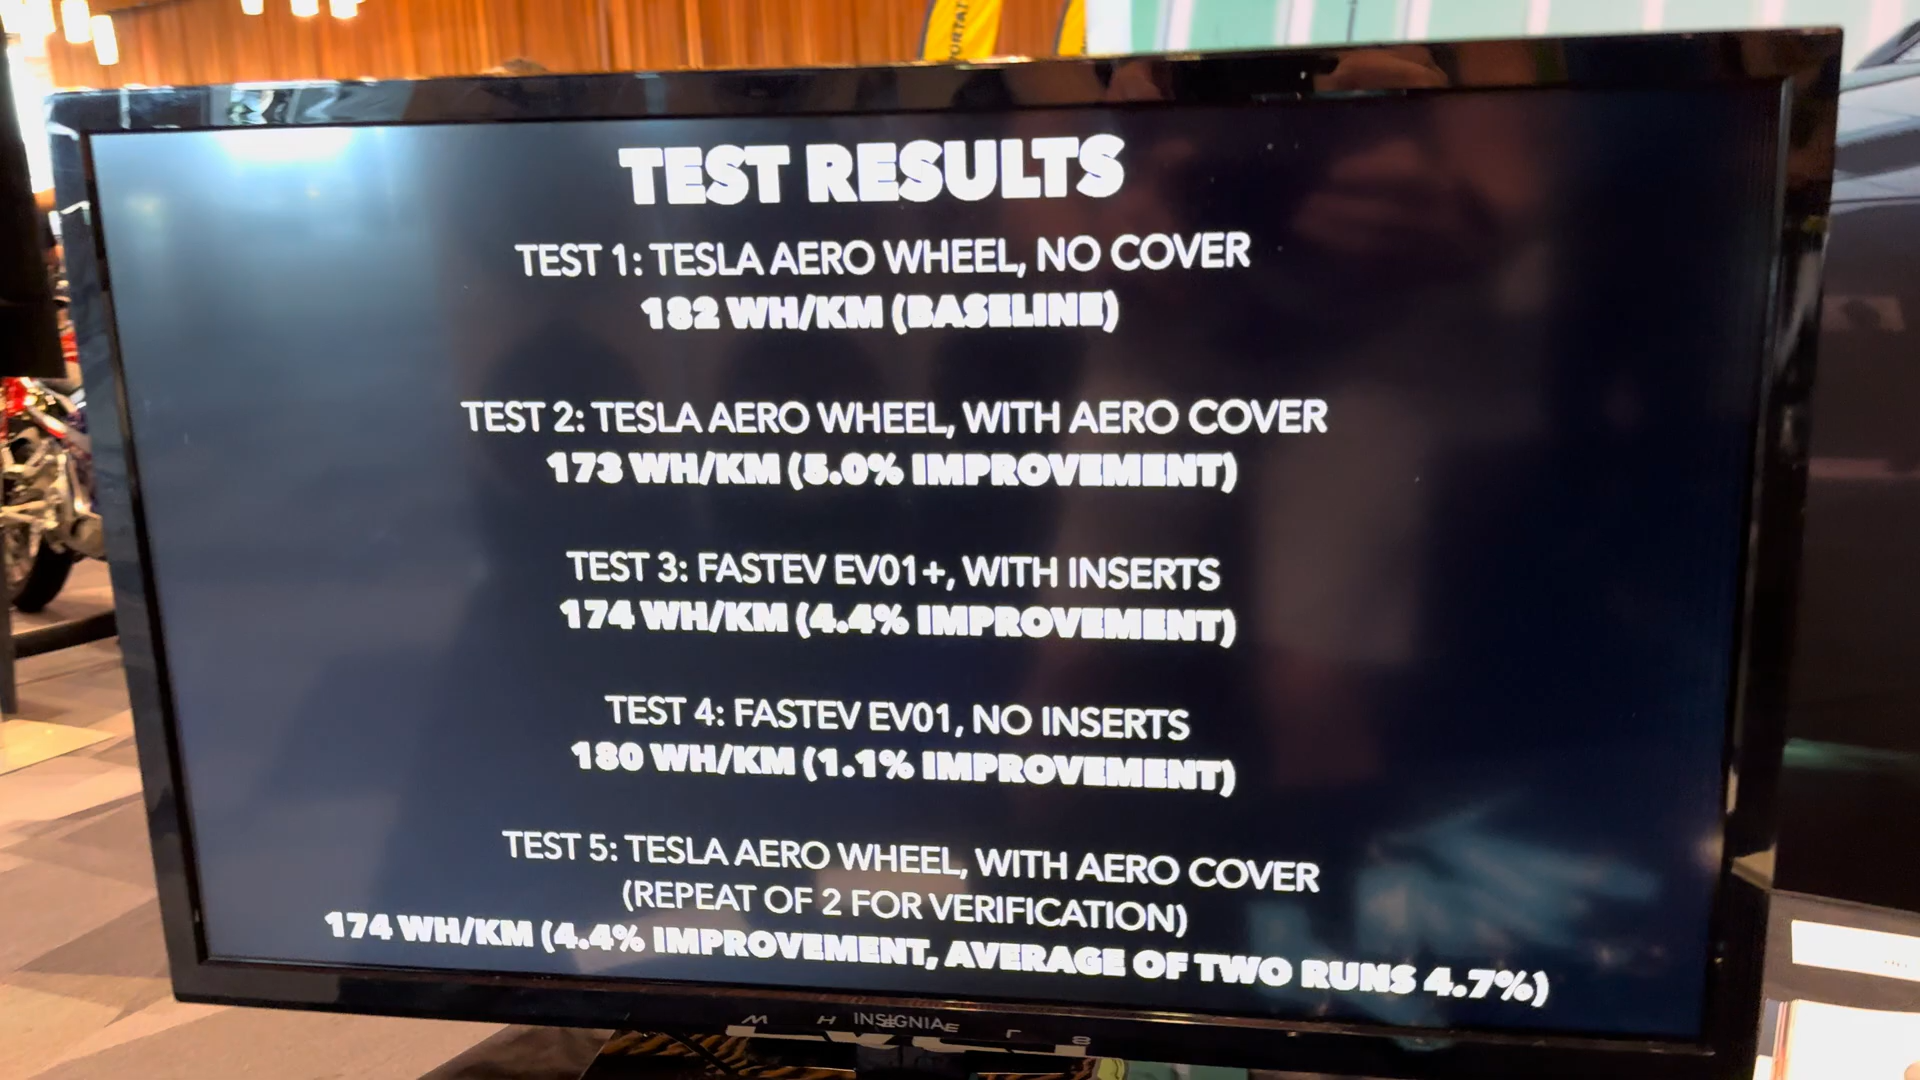 TEST RESULTS
TEST 1: TESLA AERO WHEEL, NO COVER
182 WH/KM (BASELINE)
TEST 2: TESLA AERO WHEEL, WITH AERO COVER
173 WH/KM (5.0% IMPROVEMENT)
TEST 3: FASTEV EV01+, WITH INSERTS
174 WH/KM (4.4% IMPROVEMENT)
TEST 4: FASTEV EV01, NO INSERTS
180 WH/KM (1.1% IMPROVEMENT)
TEST 5: TESLA AERO WHEEL, WITH AERO COVER
(REPEAT OF 2 FOR VERIFICATION)
174 WH/KM (4.4% IMPROVEMENT, AVERAGE OF TWO RUNS 4.7%)
INSIGNIA